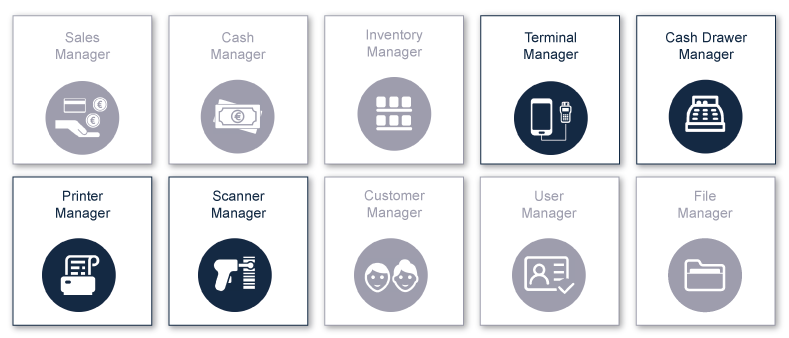 Sales
Manager
Cash
Manager
Inventory
Manager
Terminal
Manager
Cash Drawer
Manager
Printer
Manager
Scanner
Manager
Customer
Manager
User
Manager
File
Manager